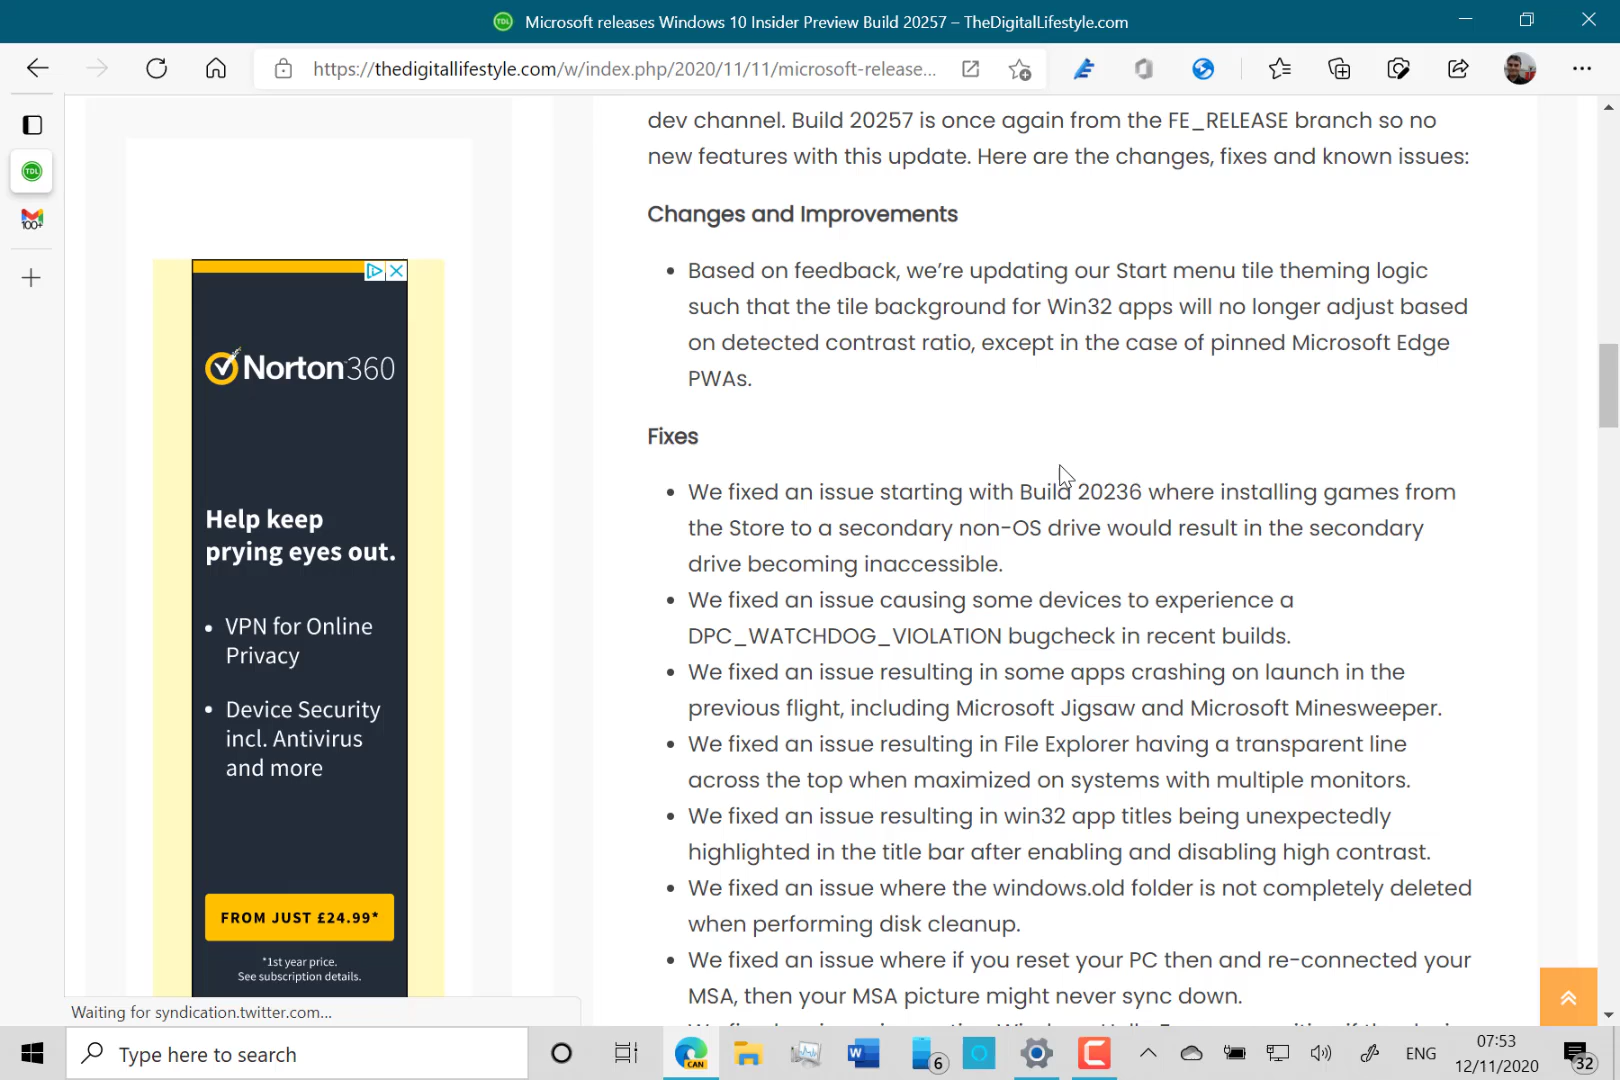 Microsoft releases Windows 10 Insider Preview Build 20257 – TheDigitalLifestyle.com
https://thedigitallifestyle.com/w/index.php/2020/11/11/microsoft-release...
TDL
100+
dev channel. Build 20257 is once again from the FE_RELEASE branch so no
new features with this update. Here are the changes, fixes and known issues:
Changes and Improvements
• Based on feedback, we're updating our Start menu tile theming logic
such that the tile background for Win32 apps will no longer adjust based
on detected contrast ratio, except in the case of pinned Microsoft Edge
PWAs.
Fixes
• We fixed an issue starting with Build 20236 where installing games from
the Store to a secondary non-OS drive would result in the secondary
drive becoming inaccessible.
• We fixed an issue causing some devices to experience a
DPC_WATCHDOG_VIOLATION bugcheck in recent builds.
• We fixed an issue resulting in some apps crashing on launch in the
previous flight, including Microsoft Jigsaw and Microsoft Minesweeper.
• We fixed an issue resulting in File Explorer having a transparent line
across the top when maximized on systems with multiple monitors.
• We fixed an issue resulting in win32 app titles being unexpectedly
highlighted in the title bar after enabling and disabling high contrast.
• We fixed an issue where the windows.old folder is not completely deleted
when performing disk cleanup.
• We fixed an issue where if you reset your PC then and re-connected your
MSA, then your MSA picture might never sync down.
Norton 360
Help keep
prying eyes out.
• VPN for Online
Privacy
• Device Security
incl. Antivirus
and more
FROM JUST £24.99*
*1st year price.
See subscription details.
Waiting for syndication.twitter.com...
Type here to search
CAN
6
ENG
07:53
12/11/2020
32